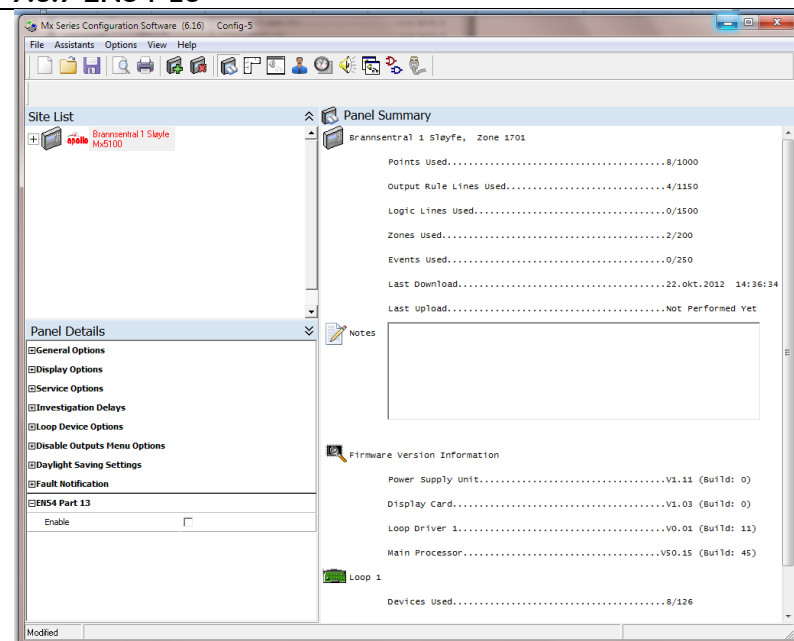 Mx Series Configuration Software (6.16) Config-5
File Assistants Options View Help
Site List
apollo
Brannsentral 1 Sløyfe
Mx5100
Panel Details
General Options
Display Options
Service Options
Investigation Delays
Loop Device Options
Disable Outputs Menu Options
Daylight Saving Settings
Fault Notification
EN54 Part 13
Enable
Panel Summary
Brannsentral 1 Sløyfe, Zone 1701
Points Used........................................8/1000
Output Rule Lines Used.............................4/1150
Logic Lines Used...................................0/1500
Zones Used.........................................2/200
Events Used........................................0/250
Last Download......................................22.okt.2012 14:36:34
Last Upload........................................Not Performed Yet
Notes
Firmware Version Information
Power Supply Unit..................................V1.11 (Build: 0)
Display Card.......................................V1.03 (Build: 0)
Loop Driver 1......................................V0.01 (Build: 11)
Main Processor....................................V50.15 (Build: 45)
Loop 1
Devices Used.......................................8/126
Modified